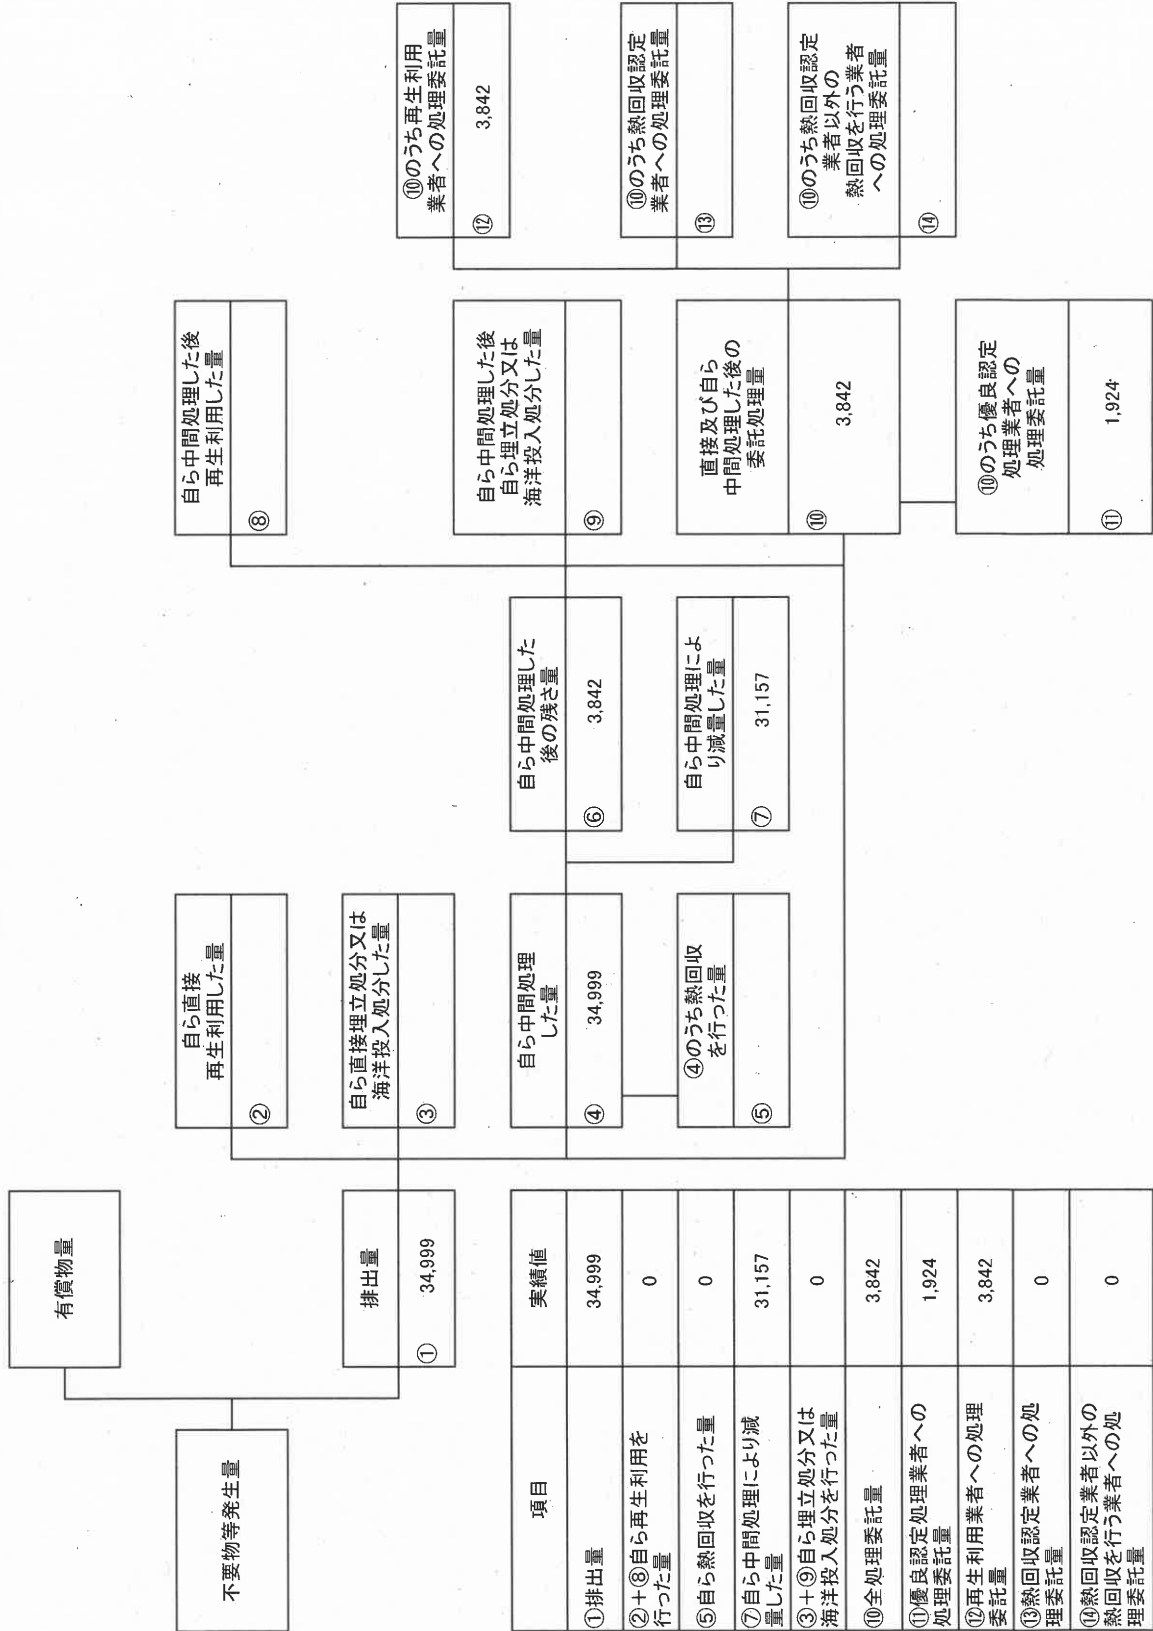 不要物等発生量
有償物量
排出量
① 34,999
自ら直接
再生利用した量
②
自ら直接埋立処分又は
海洋投入処分した量
③
自ら中間処理
した量
④ 34,999
④のうち熱回収
を行った量
⑤
自ら中間処理した
後の残さ量
⑥ 3,842
自ら中間処理によ
り減量した量
⑦ 31,157
自ら中間処理した後
再生利用した量
⑧
自ら中間処理した後
自ら埋立処分又は
海洋投入処分した量
⑨
直接及び自ら
中間処理した後の
委託処理量
⑩ 3,842
⑩のうち優良認定
処理業者への
処理委託量
⑪ 1,924
⑩のうち再生利用
業者への処理委託量
⑫ 3,842
⑩のうち熱回収認定
業者への処理委託量
⑬
⑩のうち熱回収認定
業者以外の
熱回収を行う業者
への処理委託量
⑭
項目 実績値
①排出量 34,999
②+⑧自ら再生利用を
行った量 0
⑤自ら熱回収を行った量 0
⑦自ら中間処理により減
量した量 31,157
③+⑨自ら埋立処分又は
海洋投入処分を行った量 0
⑩全処理委託量 3,842
⑪優良認定処理業者への
処理委託量 1,924
⑫再生利用業者への処理
委託量 3,842
⑬熱回収認定業者への処
理委託量 0
⑭熱回収認定業者以外の
熱回収を行う業者への処
理委託量 0